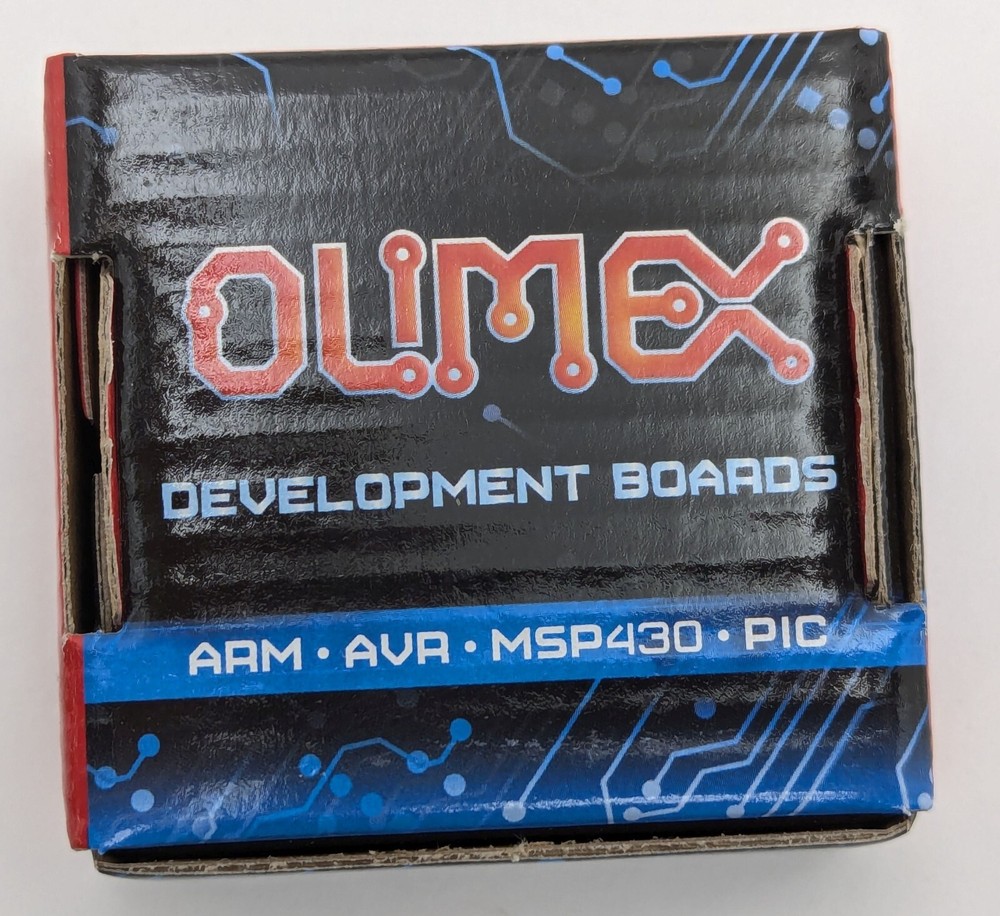 OLIMEX
DEVELOPMENT BOARDS
ARM • AVR • MSP430 • PIC